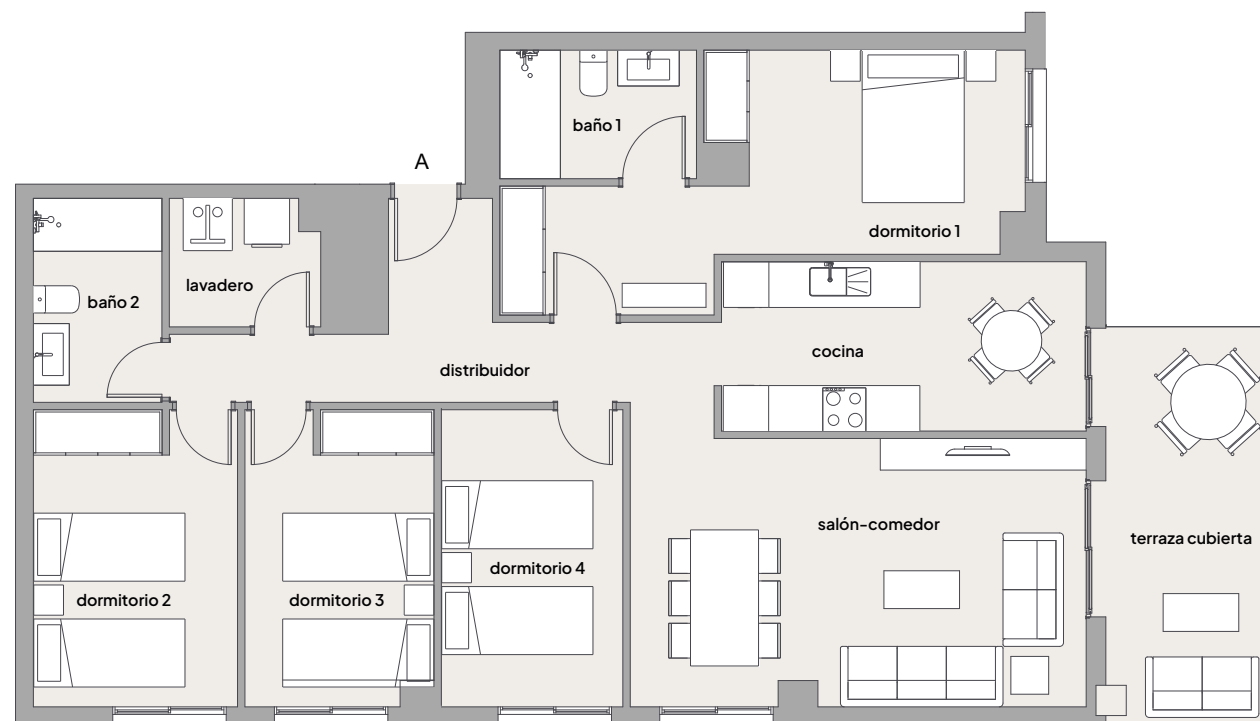 baño 1
A
dormitorio 1
lavadero
baño 2
cocina
distribuidor
salón-comedor
terraza cubierta
dormitorio 4
dormitorio 2
dormitorio 3